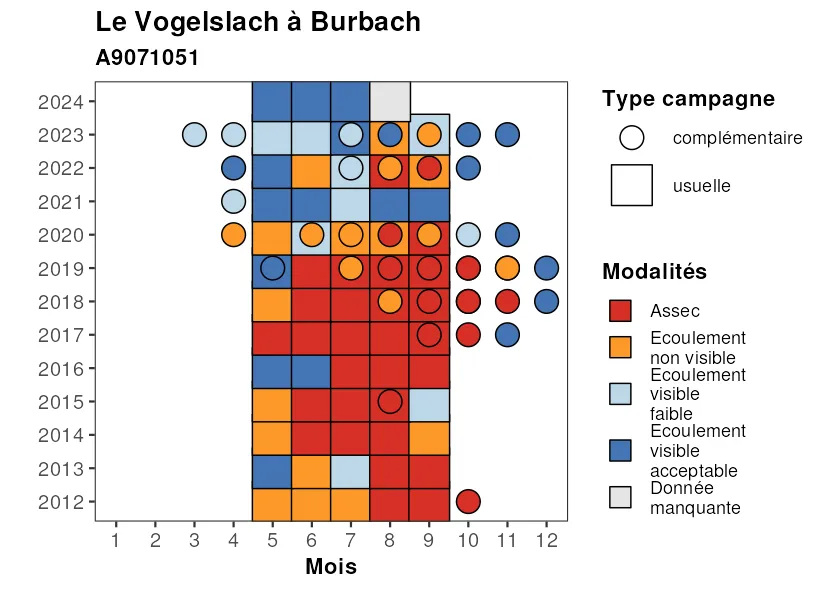 Le Vogelslach à Burbach
A9071051
2024
2023
2022
2021
2020
2019
2018
2017
2016
2015
2014
2013
2012
1 2 3 4 5 6 7 8 9 10 11 12
Mois
Type campagne
complémentaire
usuelle
Modalités
Assec
Ecoulement
non visible
Ecoulement
visible
faible
Ecoulement
visible
acceptable
Donnée
manquante